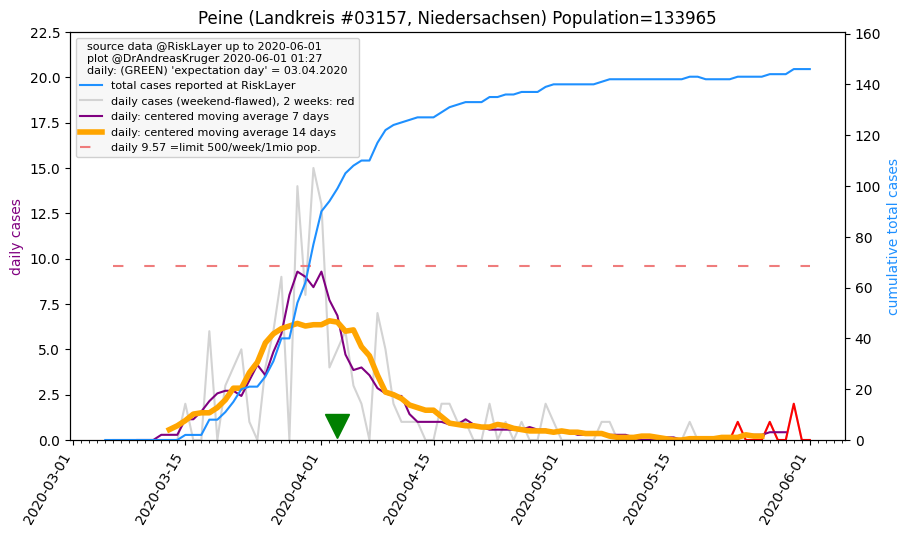 Peine (Landkreis #03157, Niedersachsen) Population=133965
source data @RiskLayer up to 2020-06-01
plot @DrAndreasKruger 2020-06-01 01:27
daily: (GREEN) 'expectation day' = 03.04.2020
total cases reported at RiskLayer
daily cases (weekend-flawed), 2 weeks: red
daily: centered moving average 7 days
daily: centered moving average 14 days
daily 9.57 =limit 500/week/1mio pop.
daily cases
22.5
20.0
17.5
15.0
12.5
10.0
7.5
5.0
2.5
0.0
160
140
120
100
80
60
40
20
0
cumulative total cases
2020-03-01
2020-03-15
2020-04-01
2020-04-15
2020-05-01
2020-05-15
2020-06-01